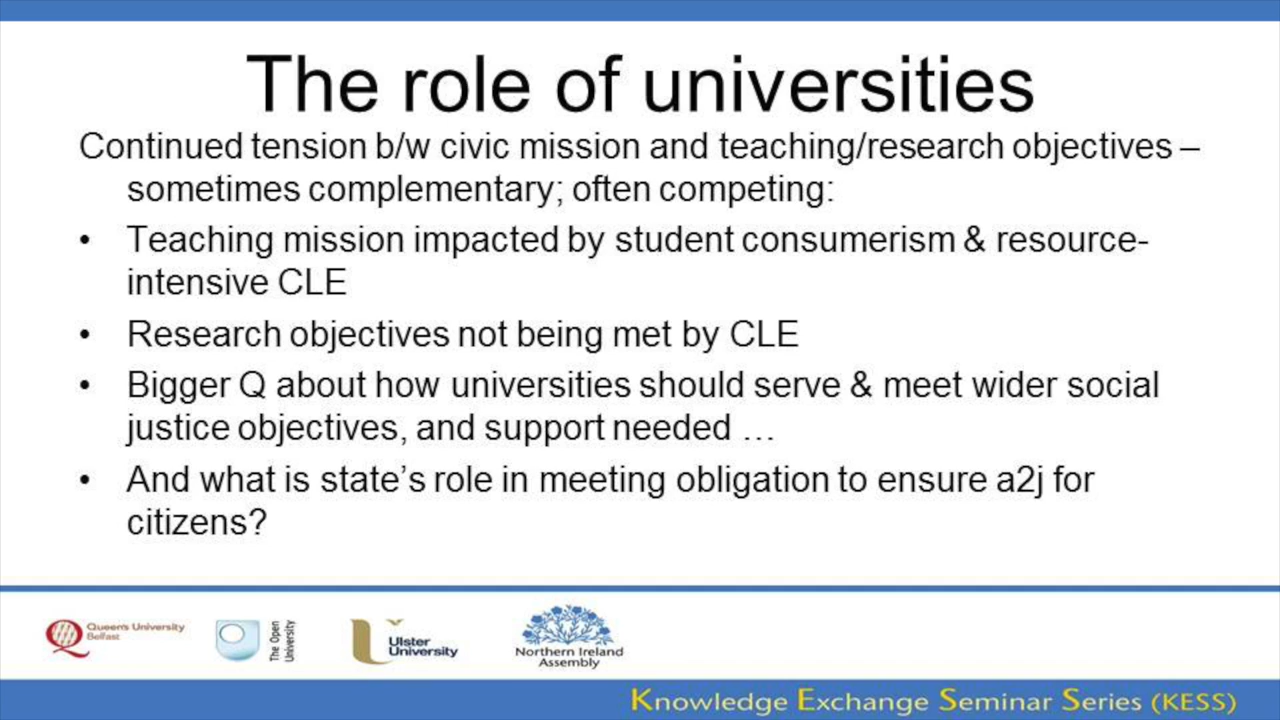 The role of universities
Continued tension b/w civic mission and teaching/research objectives –
sometimes complementary; often competing:
• Teaching mission impacted by student consumerism & resource-
intensive CLE
• Research objectives not being met by CLE
• Bigger Q about how universities should serve & meet wider social
justice objectives, and support needed …
• And what is state’s role in meeting obligation to ensure a2j for
citizens?
Queen's University
Belfast
The Open
University
Ulster
University
Northern Ireland
Assembly
Knowledge Exchange Seminar Series (KESS)